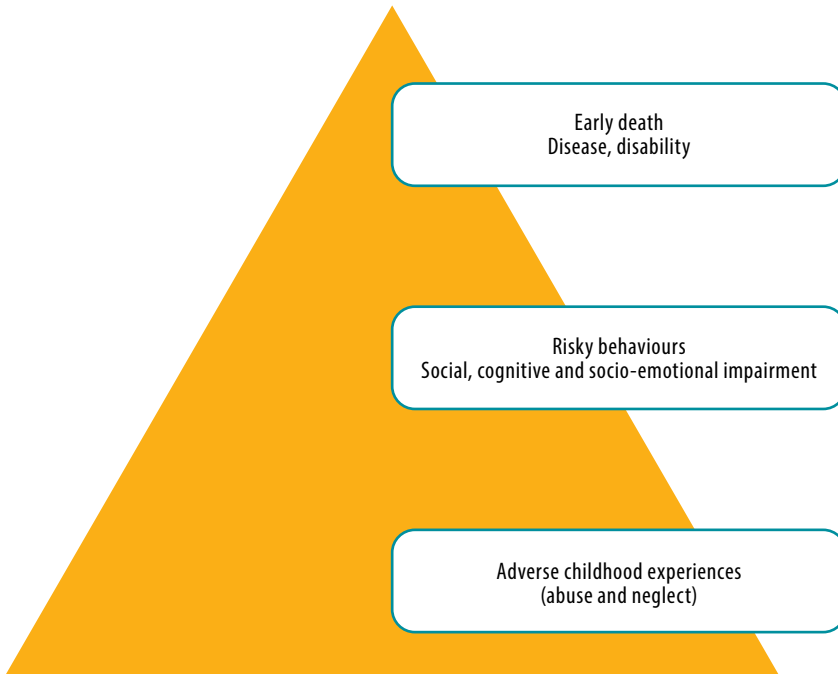 Early death
Disease, disability
Risky behaviours
Social, cognitive and socio-emotional impairment
Adverse childhood experiences
(abuse and neglect)